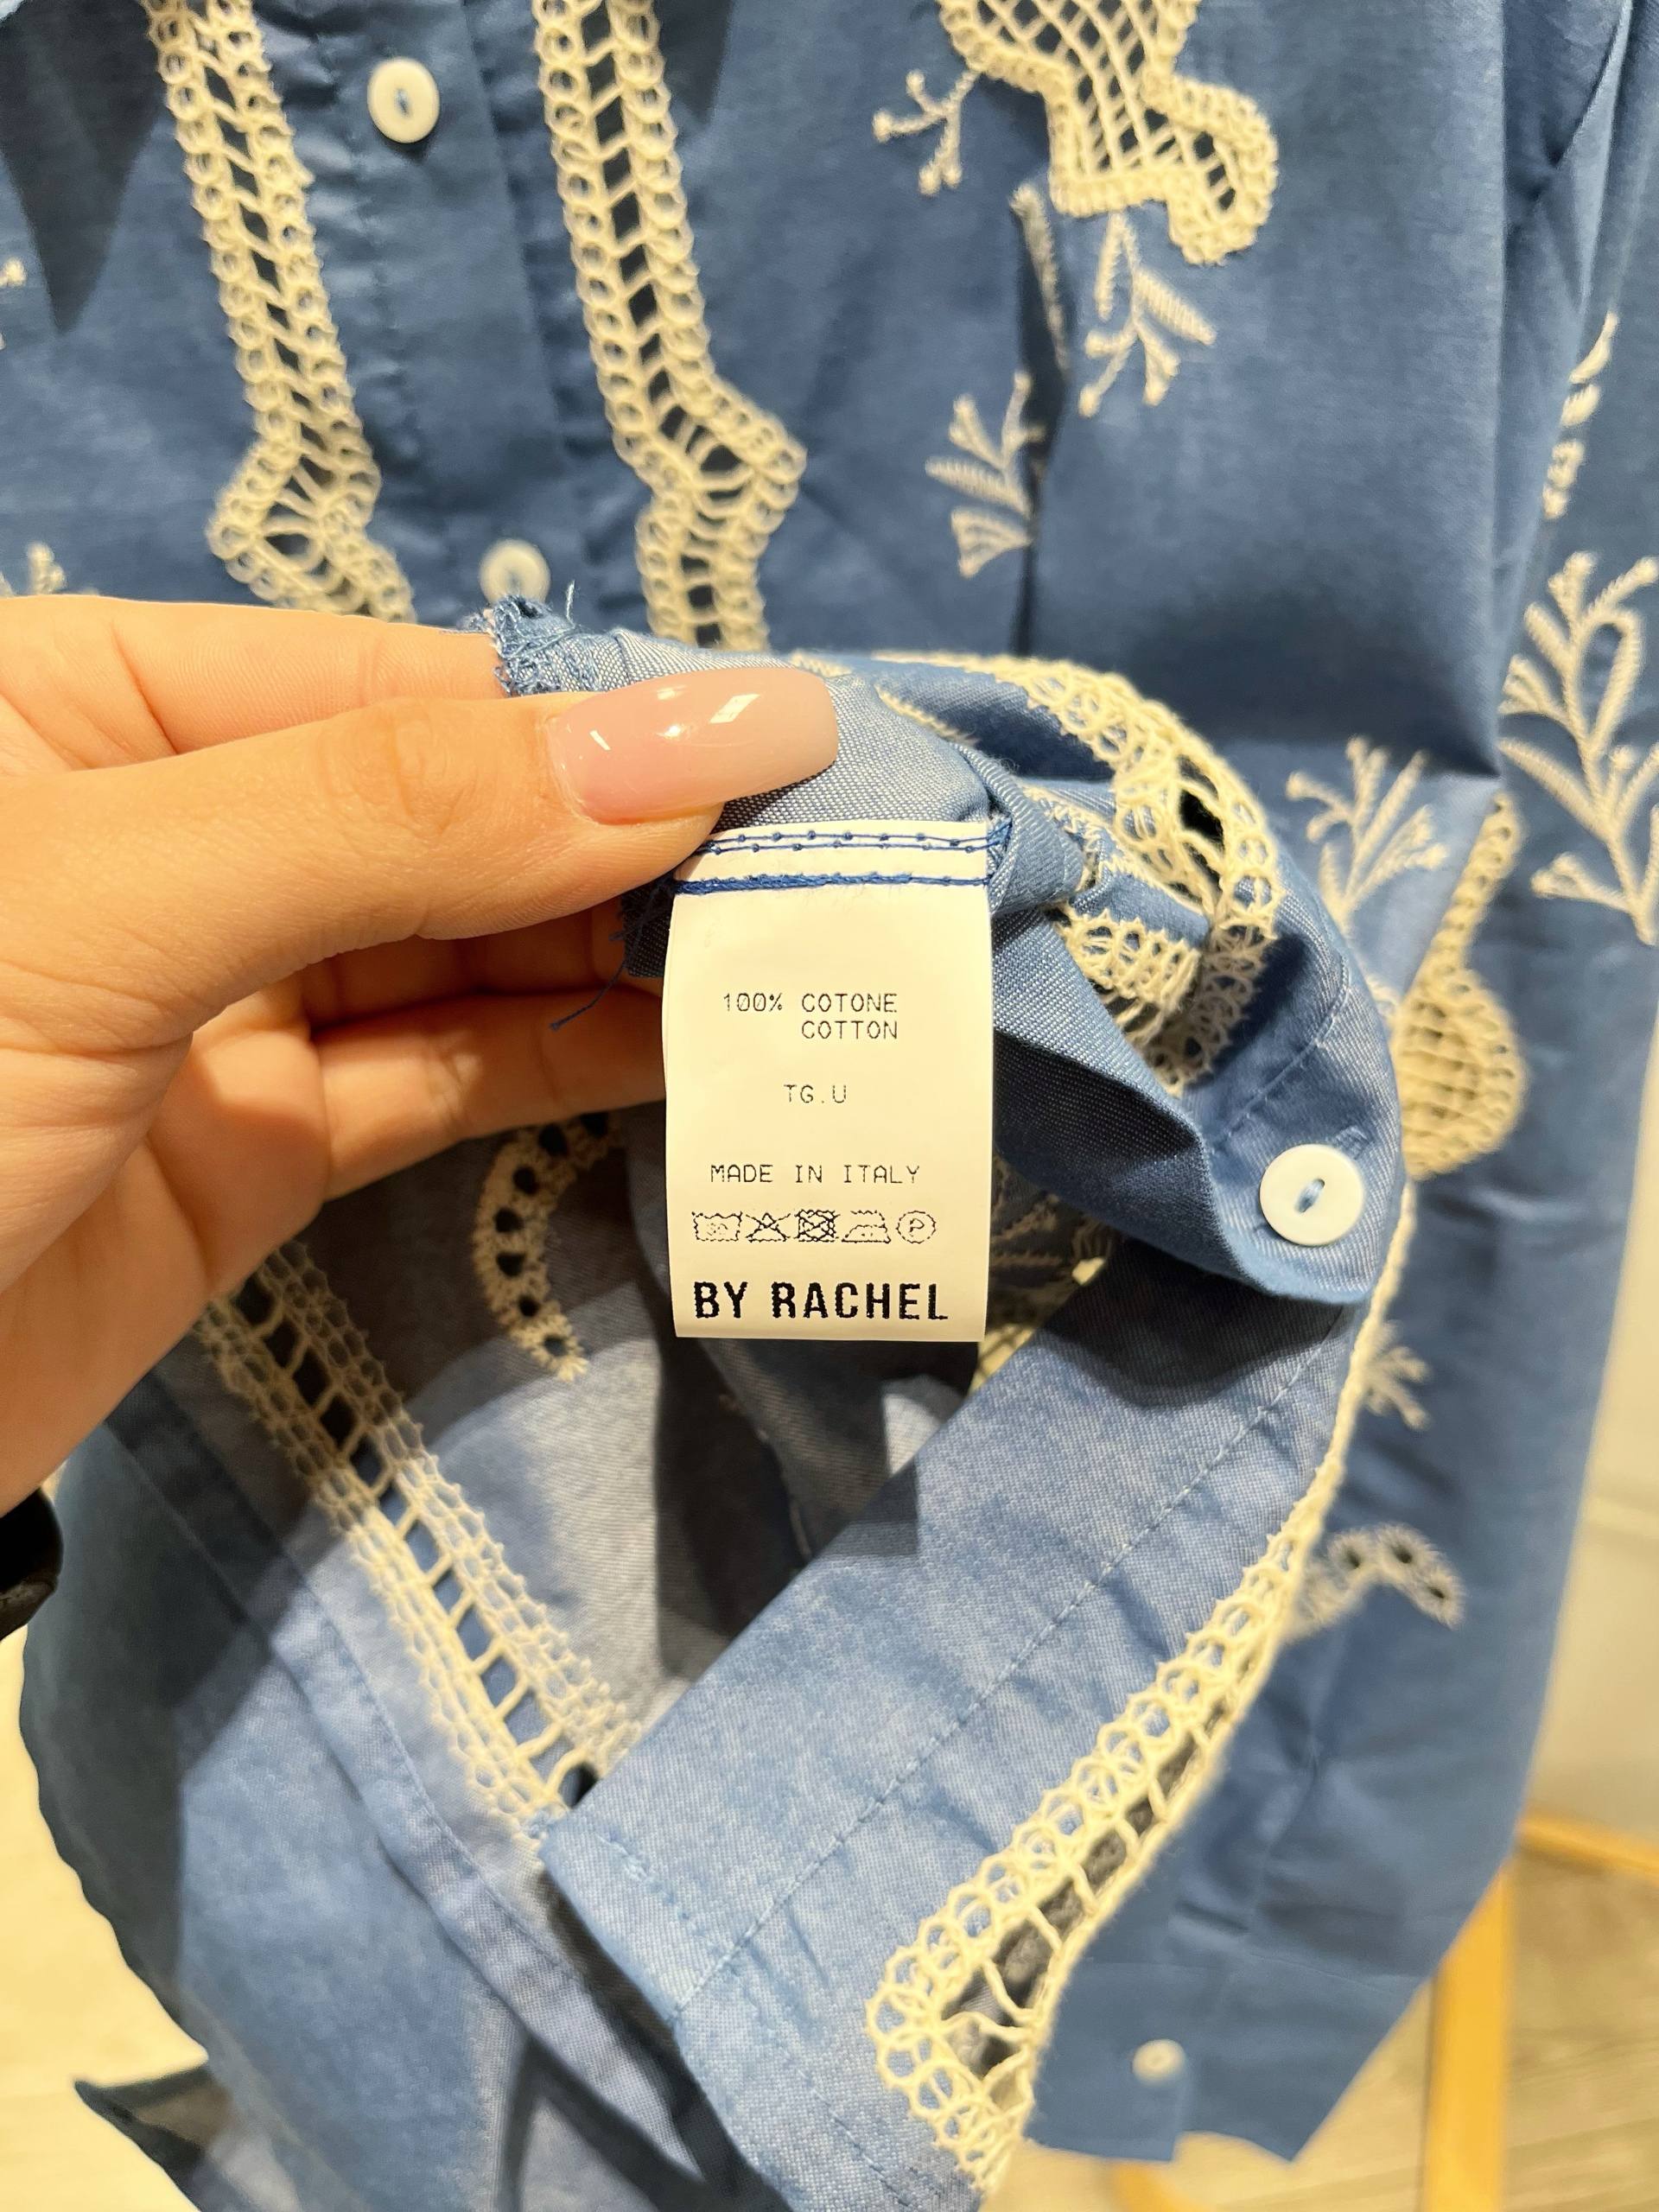 100% COTONE
COTTON
TG.U
MADE IN ITALY
P
BY RACHEL